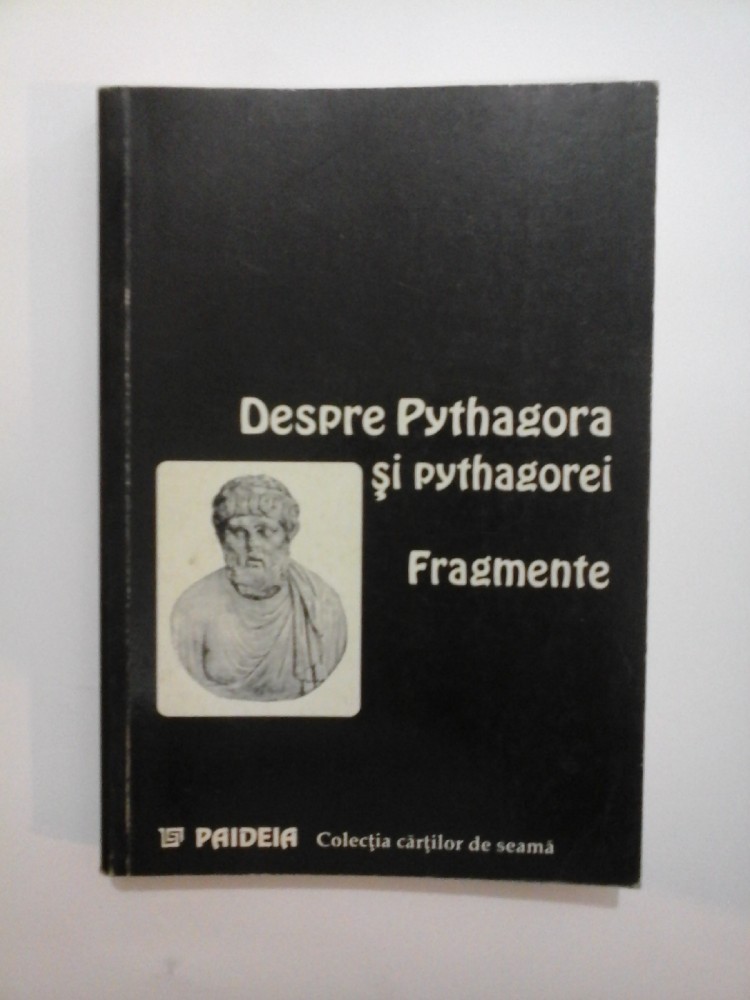 Despre Pythagora
şi pythagorei
Fragmente
PAIDEIA Colecţia cărţilor de seamă